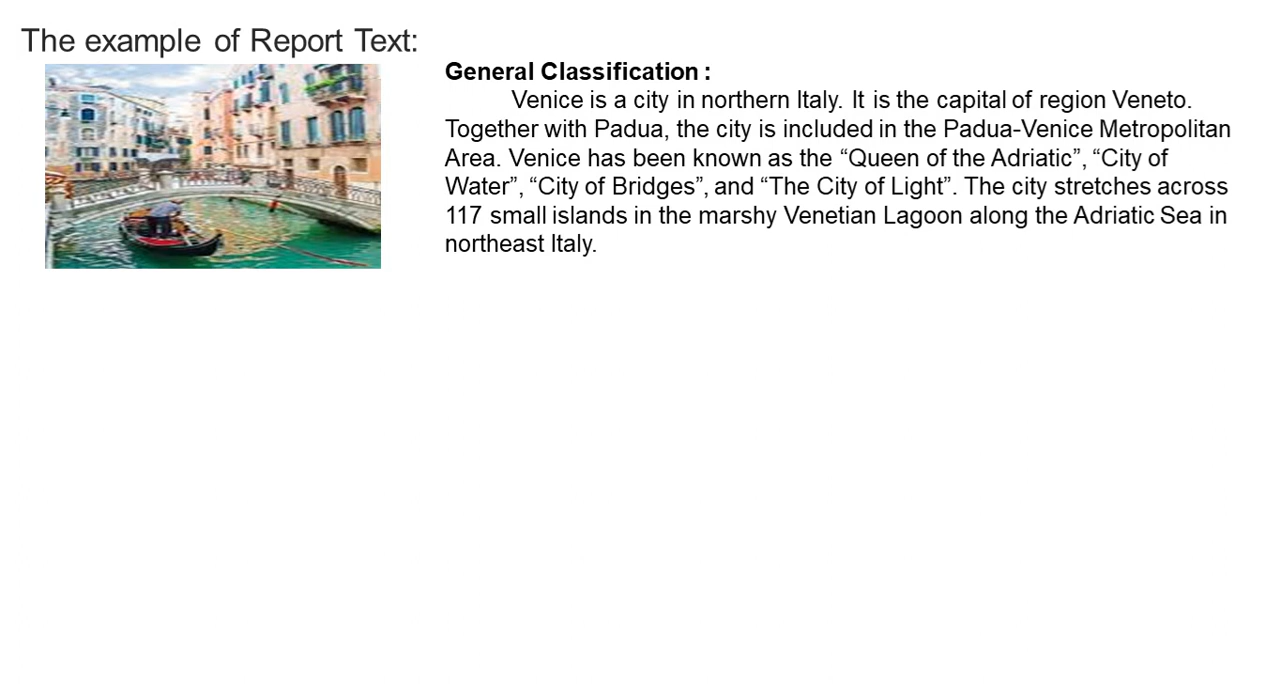 The example of Report Text:
General Classification :
Venice is a city in northern Italy. It is the capital of region Veneto.
Together with Padua, the city is included in the Padua-Venice Metropolitan
Area. Venice has been known as the “Queen of the Adriatic”, “City of
Water”, “City of Bridges”, and “The City of Light”. The city stretches across
117 small islands in the marshy Venetian Lagoon along the Adriatic Sea in
northeast Italy.